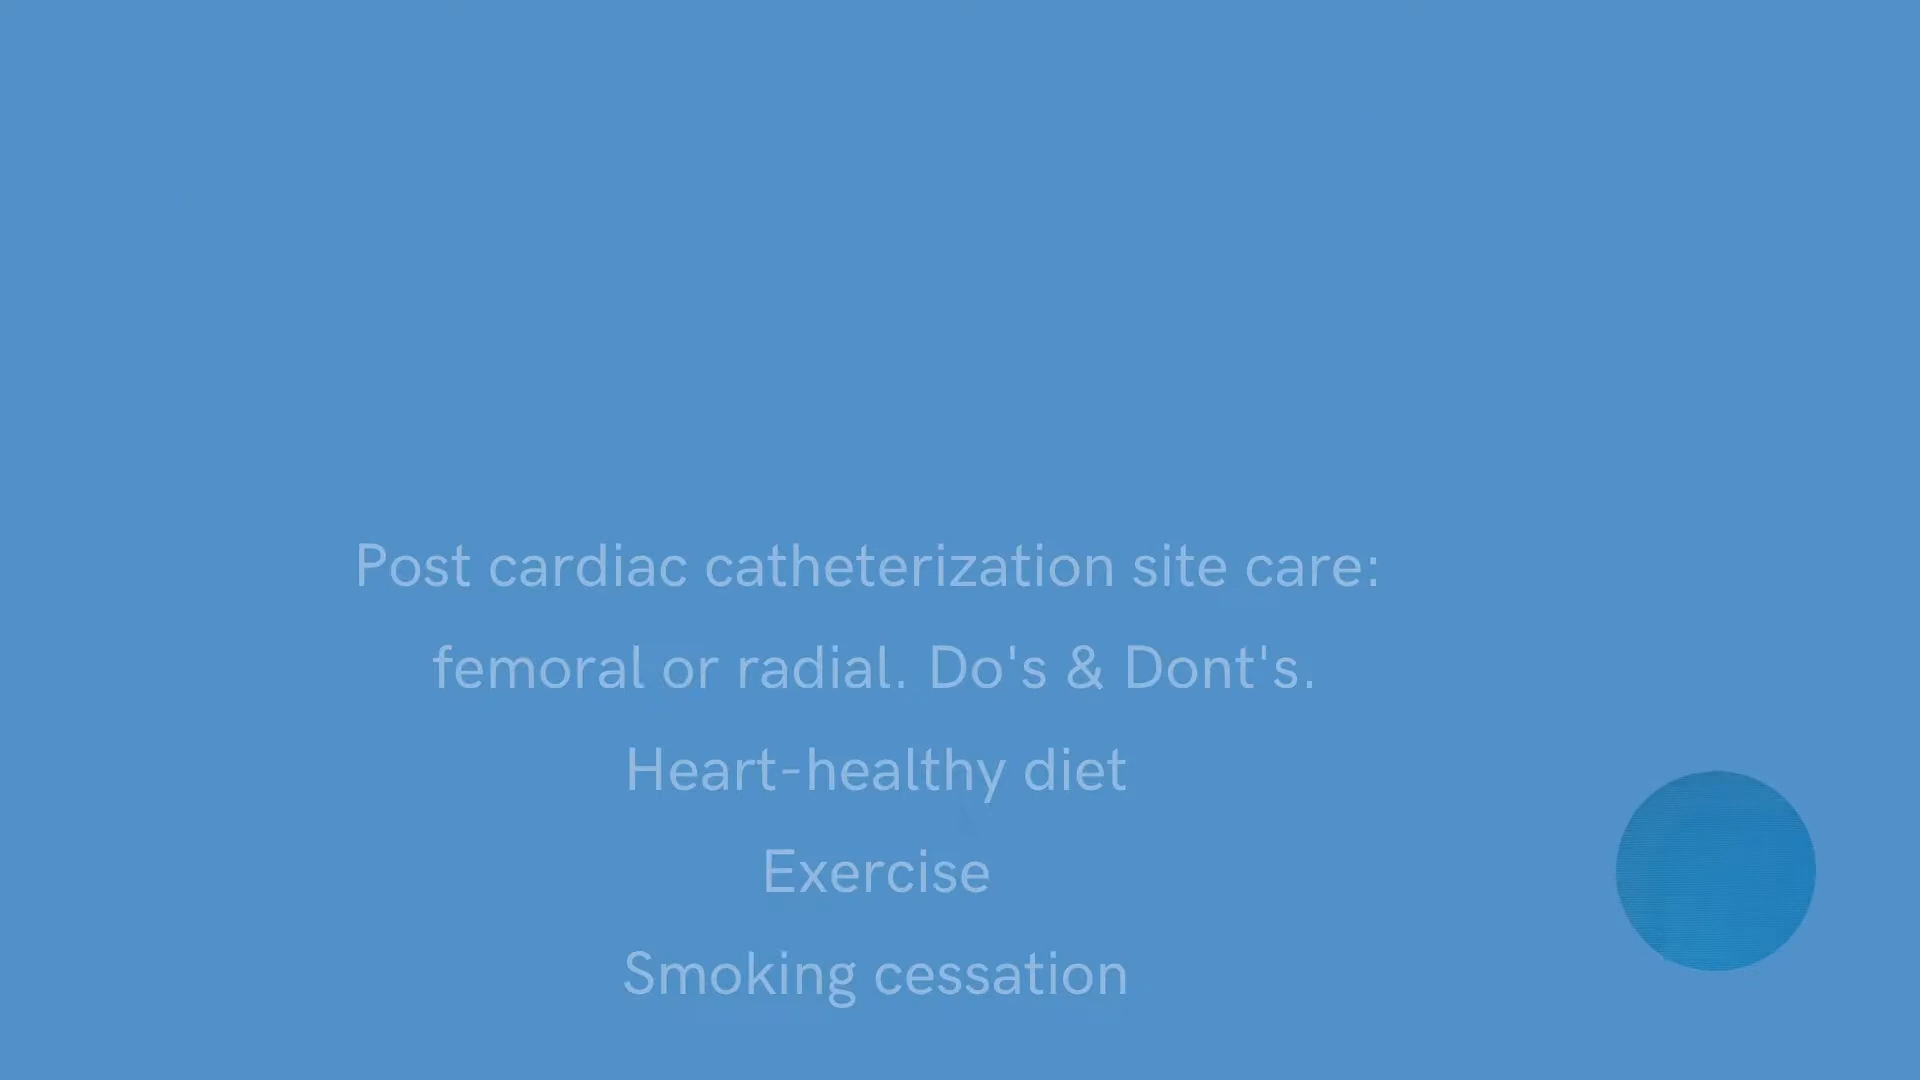 Post cardiac catheterization site care:
femoral or radial. Do's & Dont's.
Heart-healthy diet
Exercise
Smoking cessation